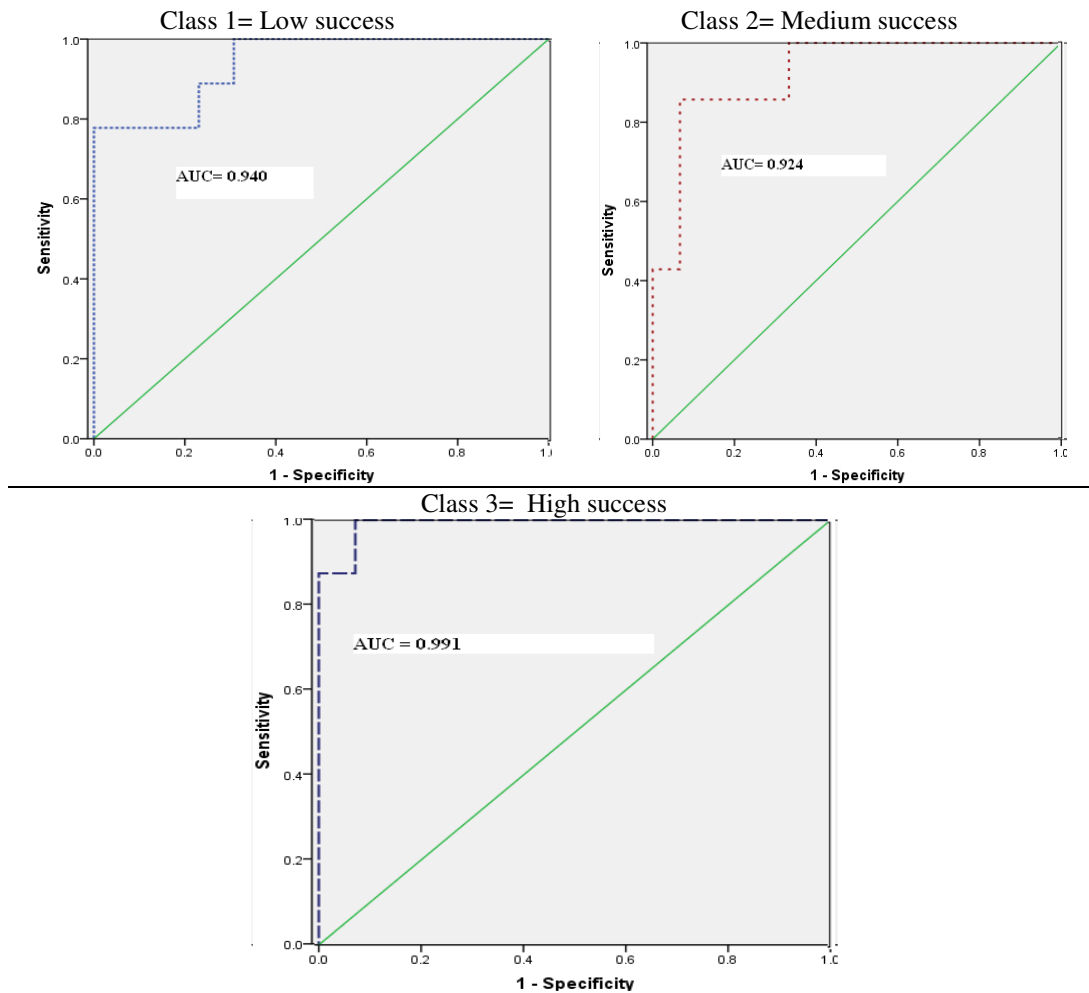 Class 1= Low success
1.0
0.8
0.6
0.4
0.2
0.0
Sensitivity
AUC= 0.940
0.0 0.2 0.4 0.6 0.8 1.
1 - Specificity
Class 2= Medium success
1.0
0.8
0.6
0.4
0.2
0.0
Sensitivity
AUC= 0.924
0.0 0.2 0.4 0.6 0.8 1.0
1 - Specificity
Class 3= High success
1.0
0.8
0.6
0.4
0.2
0.0
Sensitivity
AUC = 0.991
0.0 0.2 0.4 0.6 0.8 1.0
1 - Specificity